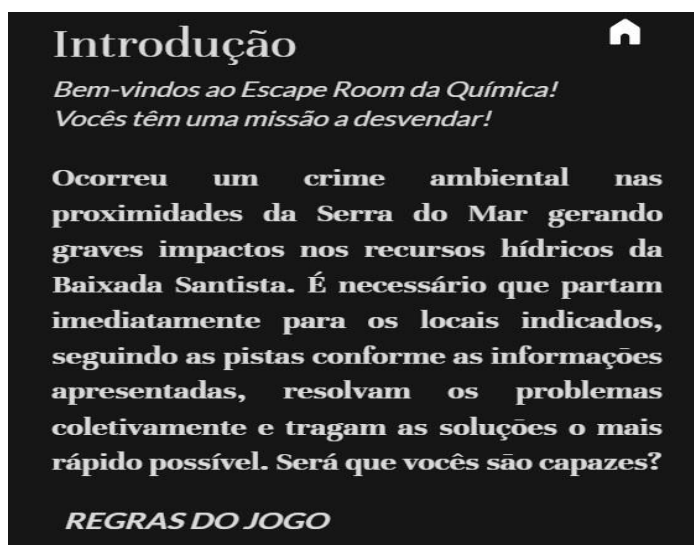 Introdução
Bem-vindos ao Escape Room da Química!
Vocês têm uma missão a desvendar!
Ocorreu um crime ambiental nas
proximidades da Serra do Mar gerando
graves impactos nos recursos hídricos da
Baixada Santista. É necessário que partam
imediatamente para os locais indicados,
seguindo as pistas conforme as informações
apresentadas, resolvam os problemas
coletivamente e tragam as soluções o mais
rápido possível. Será que vocês são capazes?
REGRAS DO JOGO